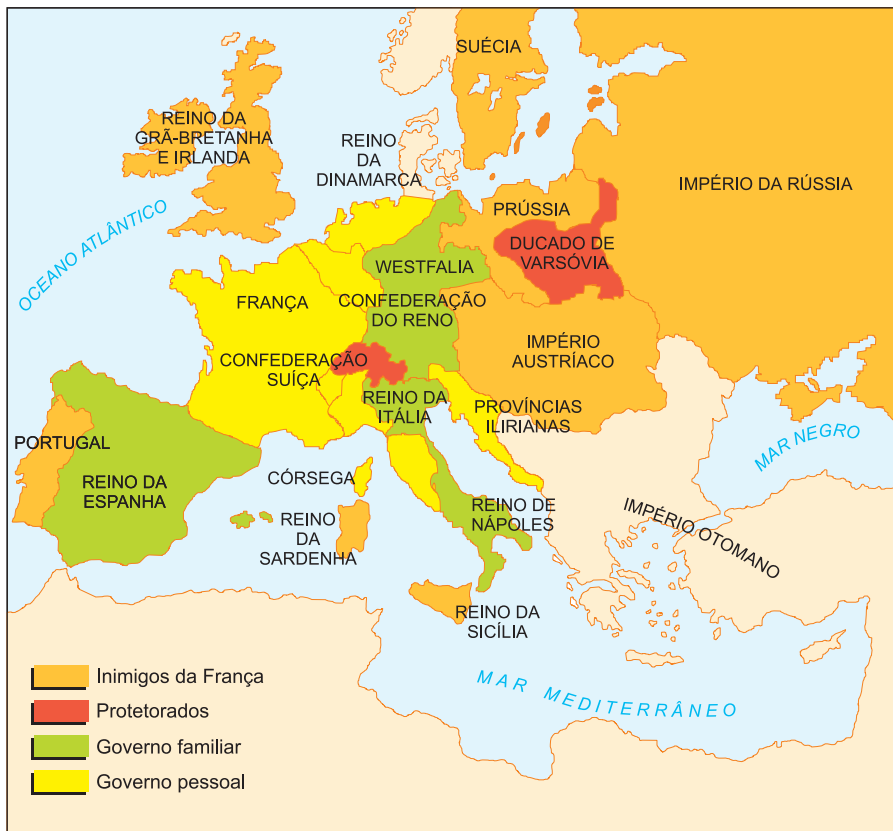 SUÉCIA
REINO DA
GRÃ-BRETANHA
E IRLANDA
REINO
DA
DINAMARCA
IMPÉRIO DA RÚSSIA
OCEANO ATLÂNTICO
PRÚSSIA
DUCADO DE
VARSÓVIA
WESTFALIA
FRANÇA
CONFEDERAÇÃO
DO RENO
IMPÉRIO
AUSTRÍACO
CONFEDERAÇÃO
SUÍÇA
REINO DA
ITÁLIA
PROVÍNCIAS
ILIRIANAS
MAR NEGRO
PORTUGAL
REINO DA
ESPANHA
CÓRSEGA
REINO
DA
SARDENHA
REINO DE
NÁPOLES
IMPÉRIO OTOMANO
REINO DA
SICÍLIA
MAR MEDITERRÂNEO
Inimigos da França
Protetorados
Governo familiar
Governo pessoal